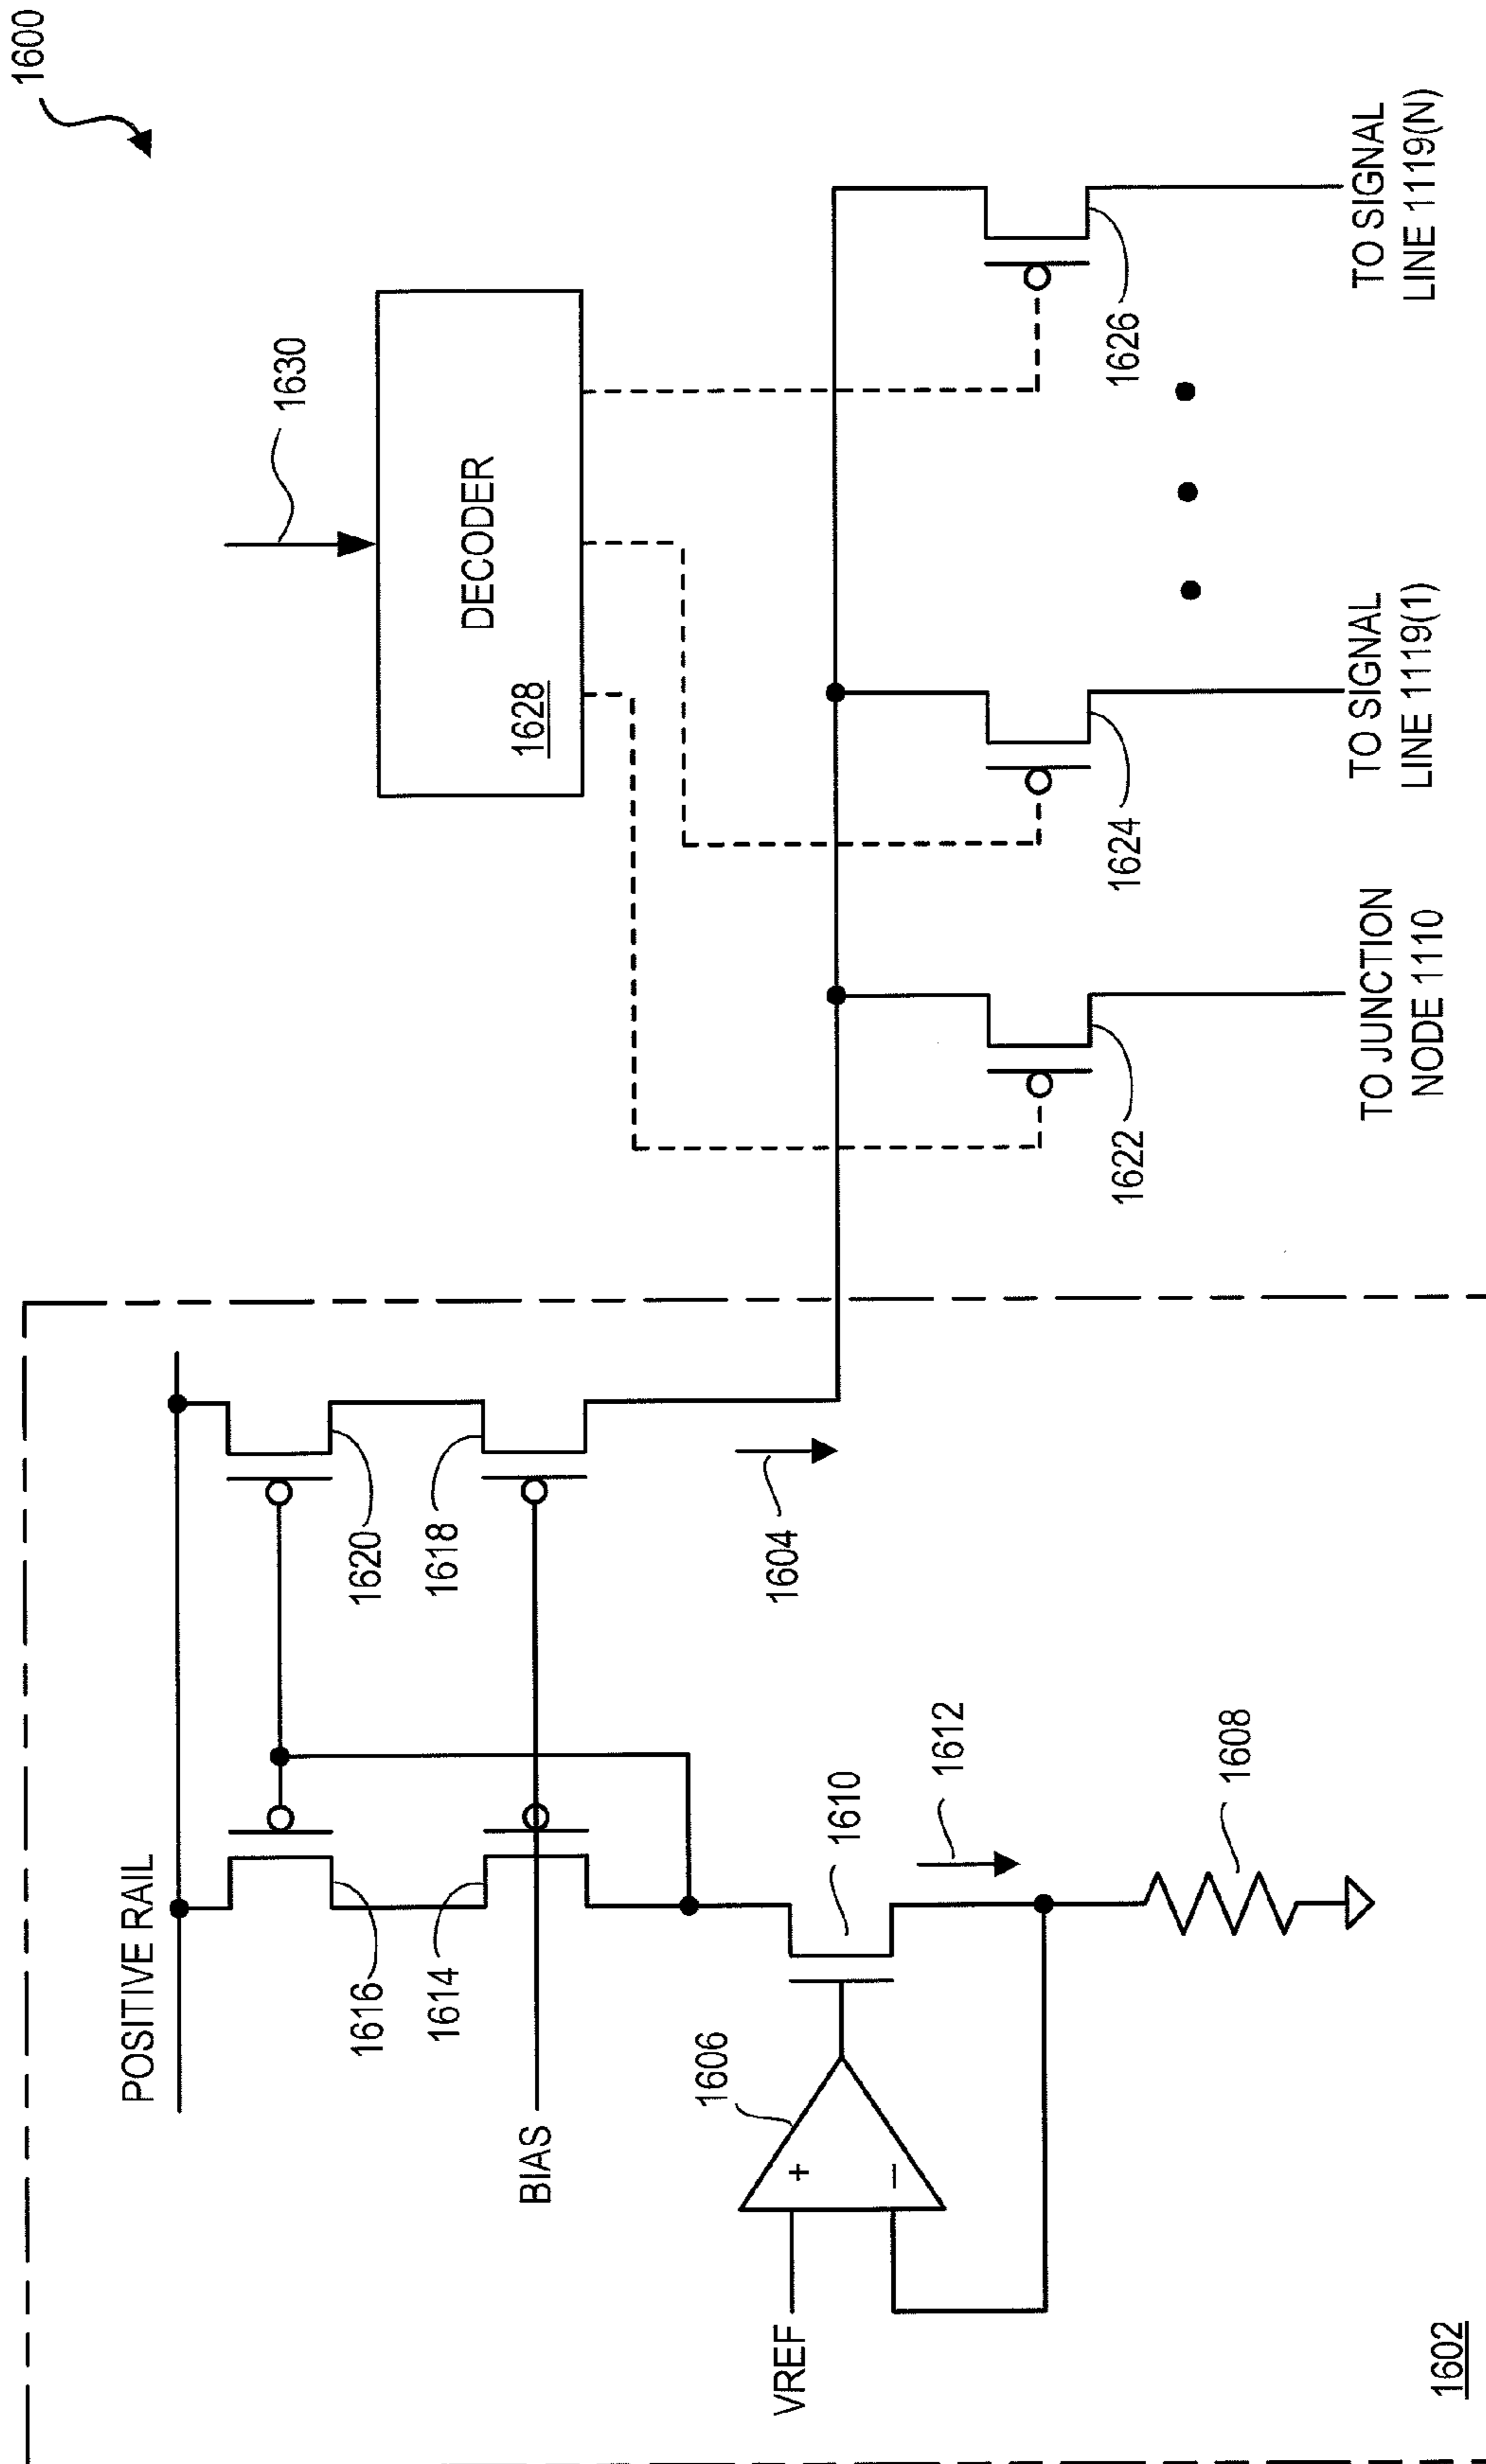 1600
POSITIVE RAIL
1630
DECODER
1628
1616
1620
1614
1618
BIAS
1604
1606
+
−
VREF
1610
1612
1608
1622
1624
1626
TO JUNCTION
NODE 1110
TO SIGNAL
LINE 1119(1)
TO SIGNAL
LINE 1119(N)
1602